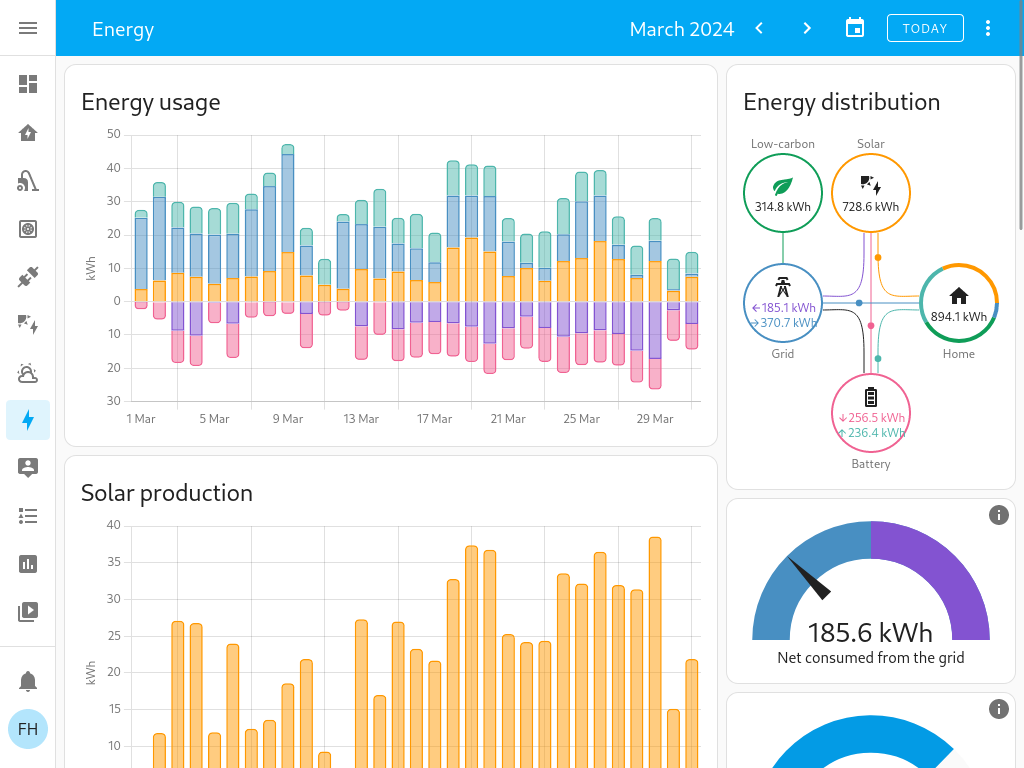 Energy
March 2024
TODAY
Energy usage
50
40
30
20
10
0
10
20
30
kWh
1 Mar 5 Mar 9 Mar 13 Mar 17 Mar 21 Mar 25 Mar 29 Mar
Energy distribution
Low-carbon Solar
314.8 kWh 728.6 kWh
←185.1 kWh
→370.7 kWh
894.1 kWh
Grid Home
↓256.5 kWh
↑236.4 kWh
Battery
Solar production
40
35
30
25
20
15
10
kWh
185.6 kWh
Net consumed from the grid
FH